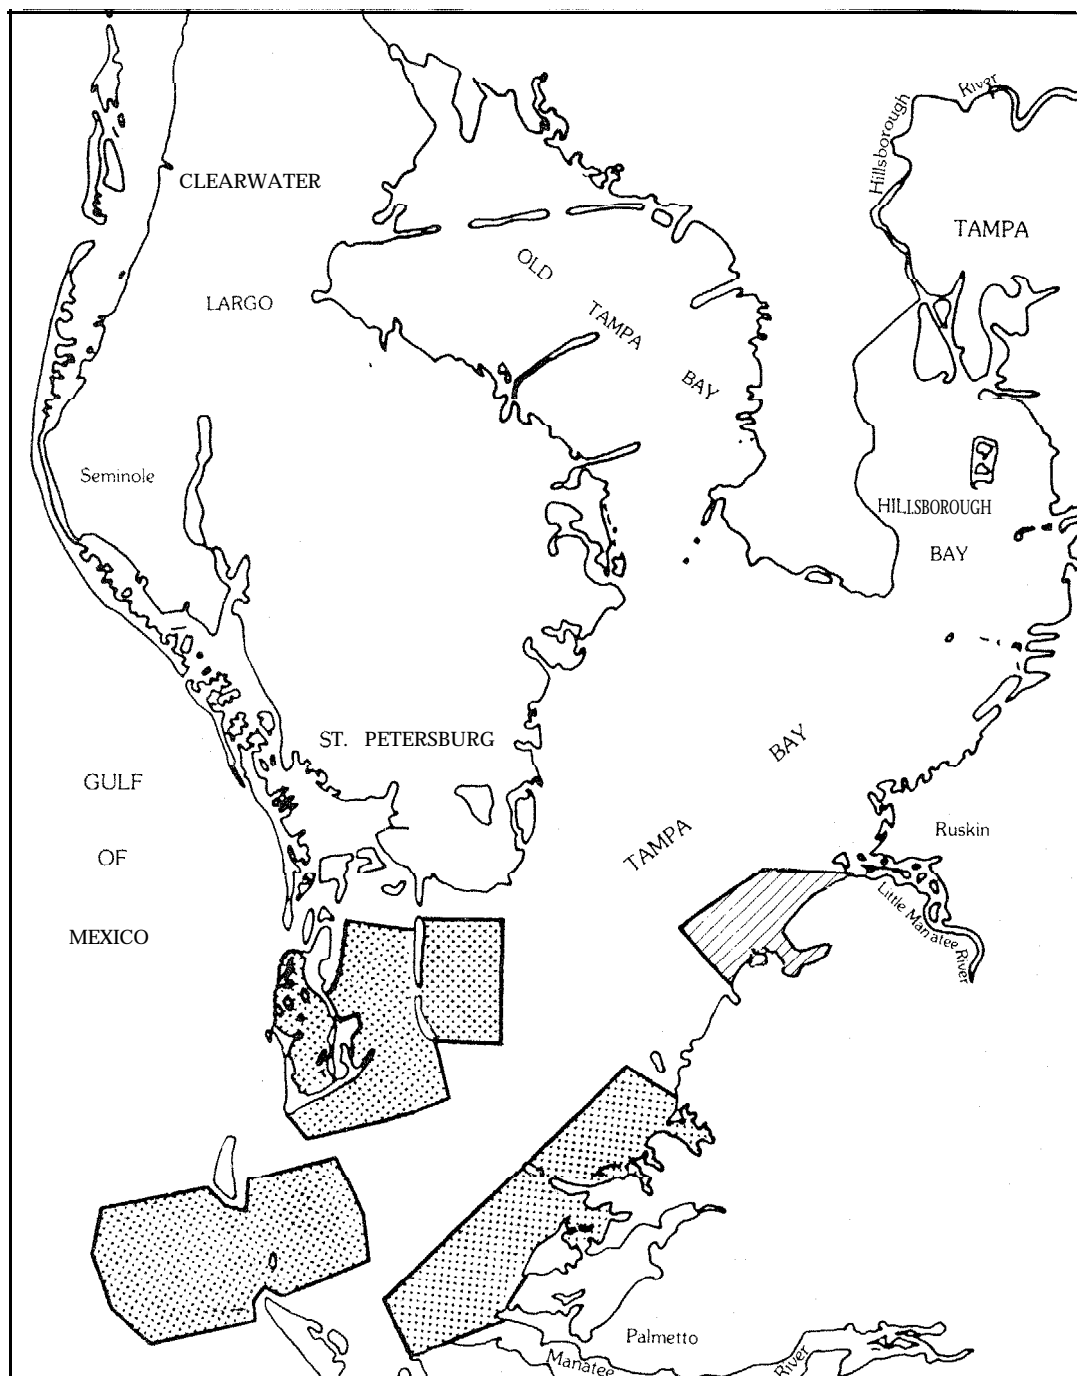 Hillsborough
River
CLEARWATER
TAMPA
OLD
LARGO
TAMPA
BAY
Seminole
HILLSBOROUGH
BAY
ST. PETERSBURG
BAY
GULF
Ruskin
TAMPA
OF
Little Manatee River
MEXICO
Palmetto
Manatee
River